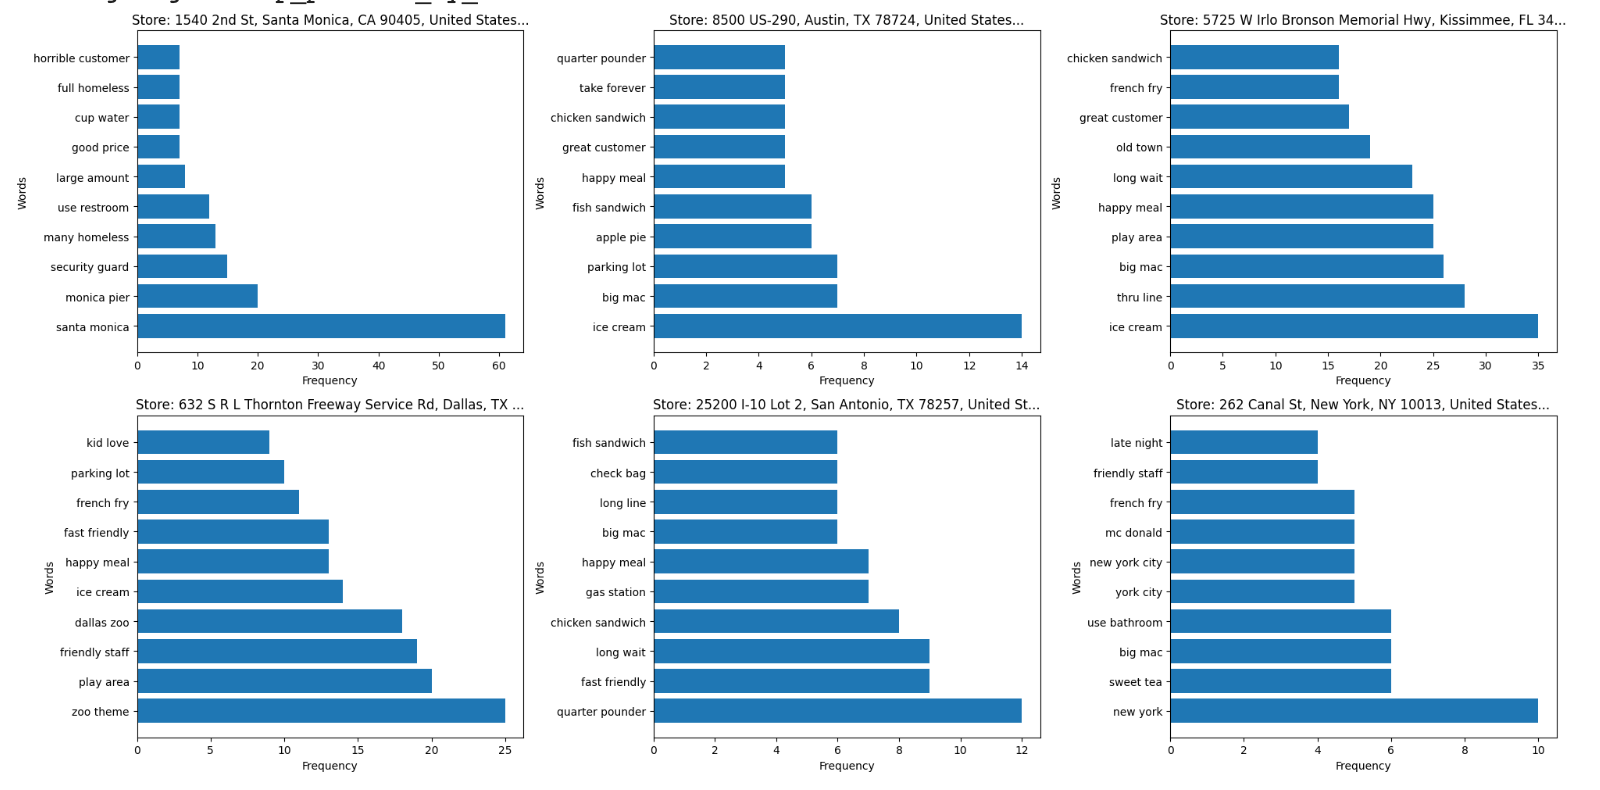 Store: 1540 2nd St, Santa Monica, CA 90405, United States...
horrible customer
full homeless
cup water
good price
large amount
use restroom
many homeless
security guard
monica pier
santa monica
Words
0 10 20 30 40 50 60
Frequency
Store: 8500 US-290, Austin, TX 78724, United States...
quarter pounder
take forever
chicken sandwich
great customer
happy meal
fish sandwich
apple pie
parking lot
big mac
ice cream
Words
0 2 4 6 8 10 12 14
Frequency
Store: 5725 W Irlo Bronson Memorial Hwy, Kissimmee, FL 34...
chicken sandwich
french fry
great customer
old town
long wait
happy meal
play area
big mac
thru line
ice cream
Words
0 5 10 15 20 25 30 35
Frequency
Store: 632 S R L Thornton Freeway Service Rd, Dallas, TX ...
kid love
parking lot
french fry
fast friendly
happy meal
ice cream
dallas zoo
friendly staff
play area
zoo theme
Words
0 5 10 15 20 25
Frequency
Store: 25200 I-10 Lot 2, San Antonio, TX 78257, United St...
fish sandwich
check bag
long line
big mac
happy meal
gas station
chicken sandwich
long wait
fast friendly
quarter pounder
Words
0 2 4 6 8 10 12
Frequency
Store: 262 Canal St, New York, NY 10013, United States...
late night
friendly staff
french fry
mc donald
new york city
york city
use bathroom
big mac
sweet tea
new york
Words
0 2 4 6 8 10
Frequency